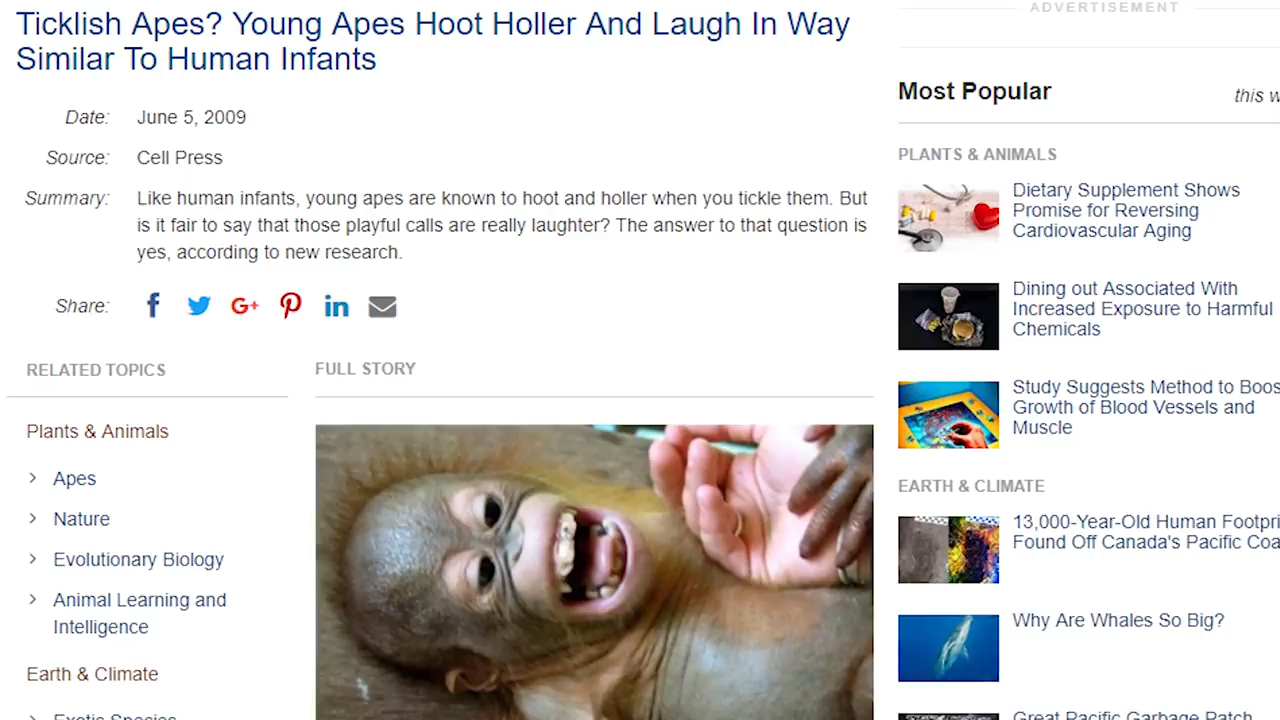 Ticklish Apes? Young Apes Hoot Holler And Laugh In Way
Similar To Human Infants
Date: June 5, 2009
Source: Cell Press
Summary: Like human infants, young apes are known to hoot and holler when you tickle them. But
is it fair to say that those playful calls are really laughter? The answer to that question is
yes, according to new research.
Share: f G+ in
RELATED TOPICS
Plants & Animals
> Apes
> Nature
> Evolutionary Biology
> Animal Learning and
Intelligence
Earth & Climate
> Exotic Species
FULL STORY
ADVERTISEMENT
Most Popular this w
PLANTS & ANIMALS
Dietary Supplement Shows
Promise for Reversing
Cardiovascular Aging
Dining out Associated With
Increased Exposure to Harmful
Chemicals
Study Suggests Method to Boos
Growth of Blood Vessels and
Muscle
EARTH & CLIMATE
13,000-Year-Old Human Footpri
Found Off Canada's Pacific Coa
Why Are Whales So Big?
Great Pacific Garbage Patch